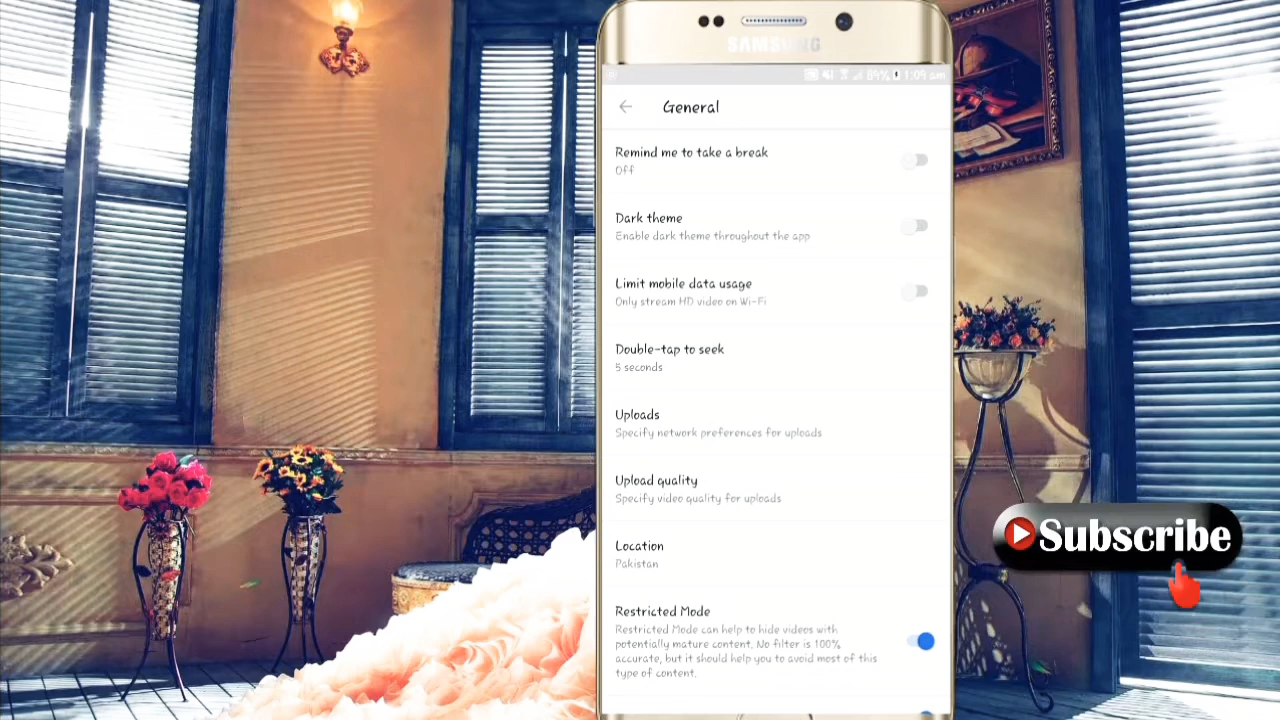 SAMSUNG
89% 1:09 am
General
Remind me to take a break
Off
Dark theme
Enable dark theme throughout the app
Limit mobile data usage
Only stream HD video on Wi-Fi
Double-tap to seek
5 seconds
Uploads
Specify network preferences for uploads
Upload quality
Specify video quality for uploads
Location
Pakistan
Restricted Mode
Restricted Mode can help to hide videos with
potentially mature content. No filter is 100%
accurate, but it should help you to avoid most of this
type of content.
Subscribe